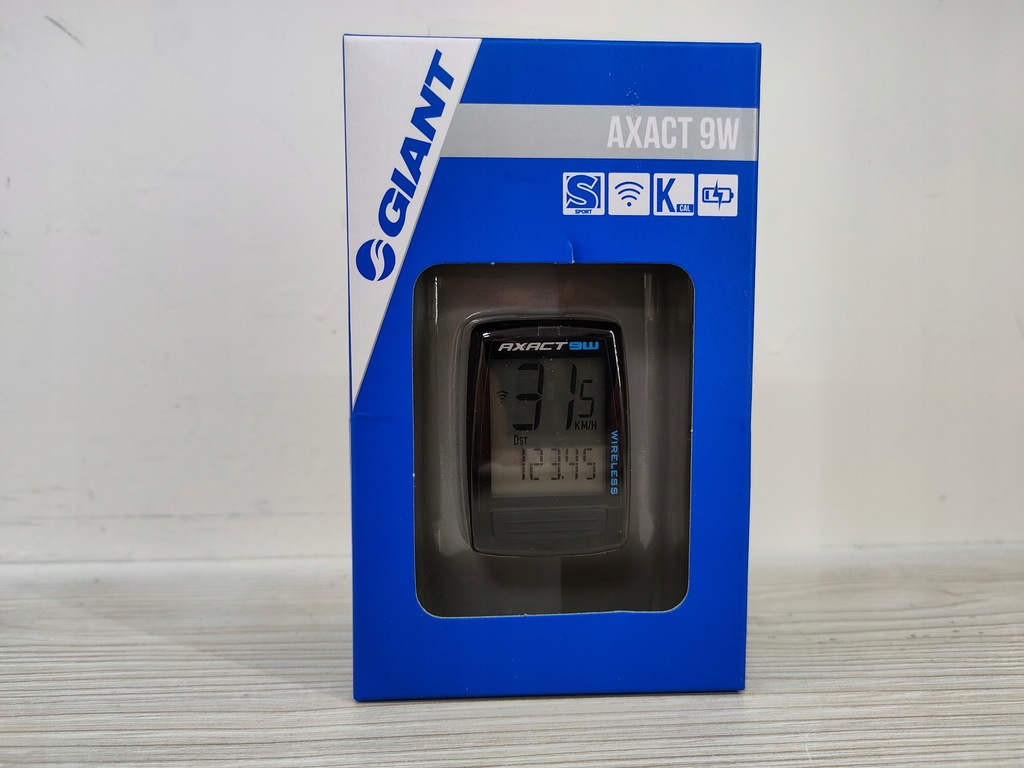 GIANT
AXACT 9W
S
SPORT
K
CAL
AXACT 9W
31.5
KM/H
DST
123.45
WIRELESS